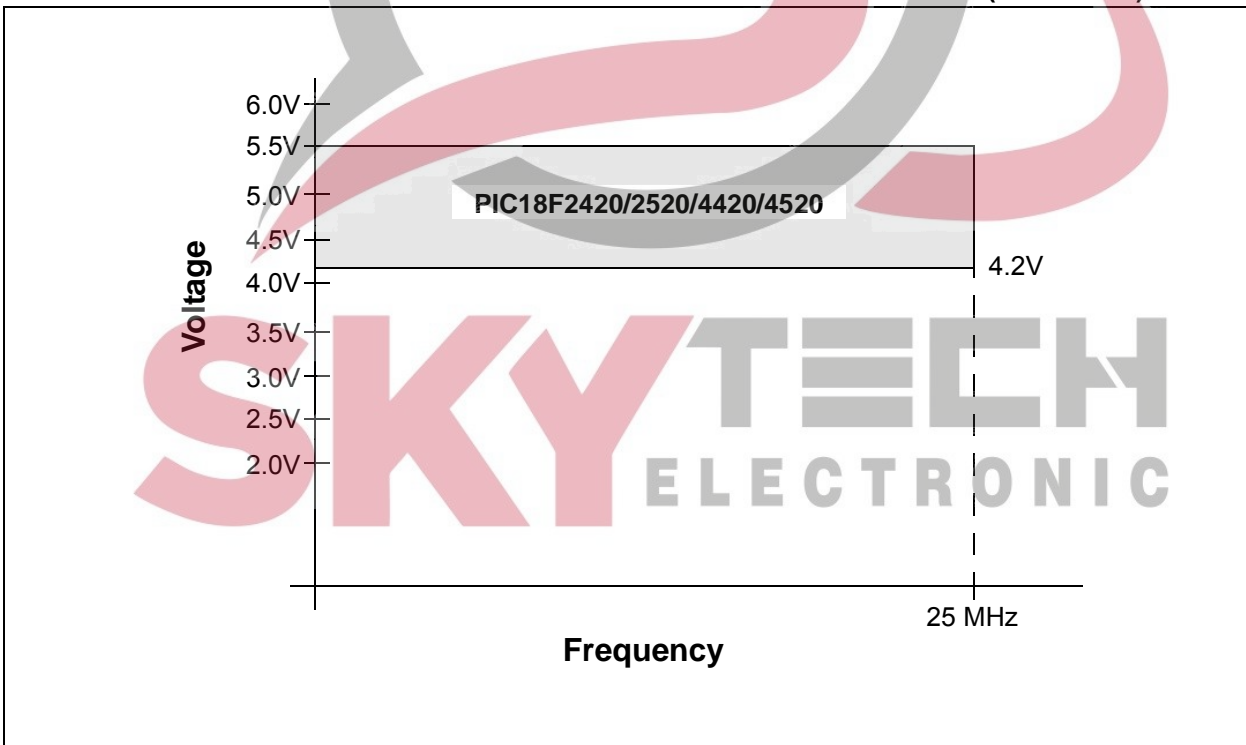 6.0V
5.5V
5.0V
4.5V
4.0V
3.5V
3.0V
2.5V
2.0V
Voltage
PIC18F2420/2520/4420/4520
4.2V
25 MHz
Frequency
SKYTECH
ELECTRONIC